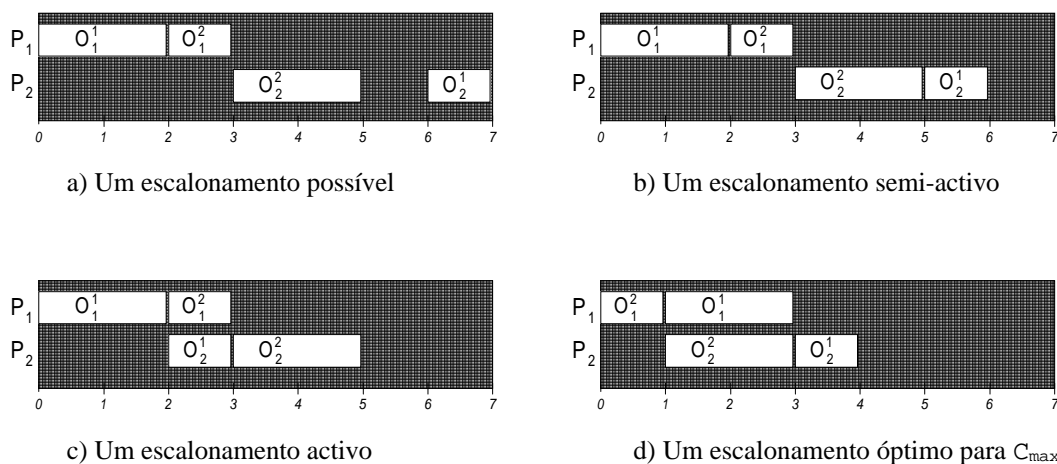 P₁ O₁¹ O₁² P₁ O₁¹ O₁²
P₂ O₂² O₂¹ P₂ O₂² O₂¹
0 1 2 3 4 5 6 7 0 1 2 3 4 5 6 7
a) Um escalonamento possível b) Um escalonamento semi-activo
P₁ O₁¹ O₁² P₁ O₁² O₁¹
P₂ O₂¹ O₂² P₂ O₂² O₂¹
0 1 2 3 4 5 6 7 0 1 2 3 4 5 6 7
c) Um escalonamento activo d) Um escalonamento óptimo para Cmax